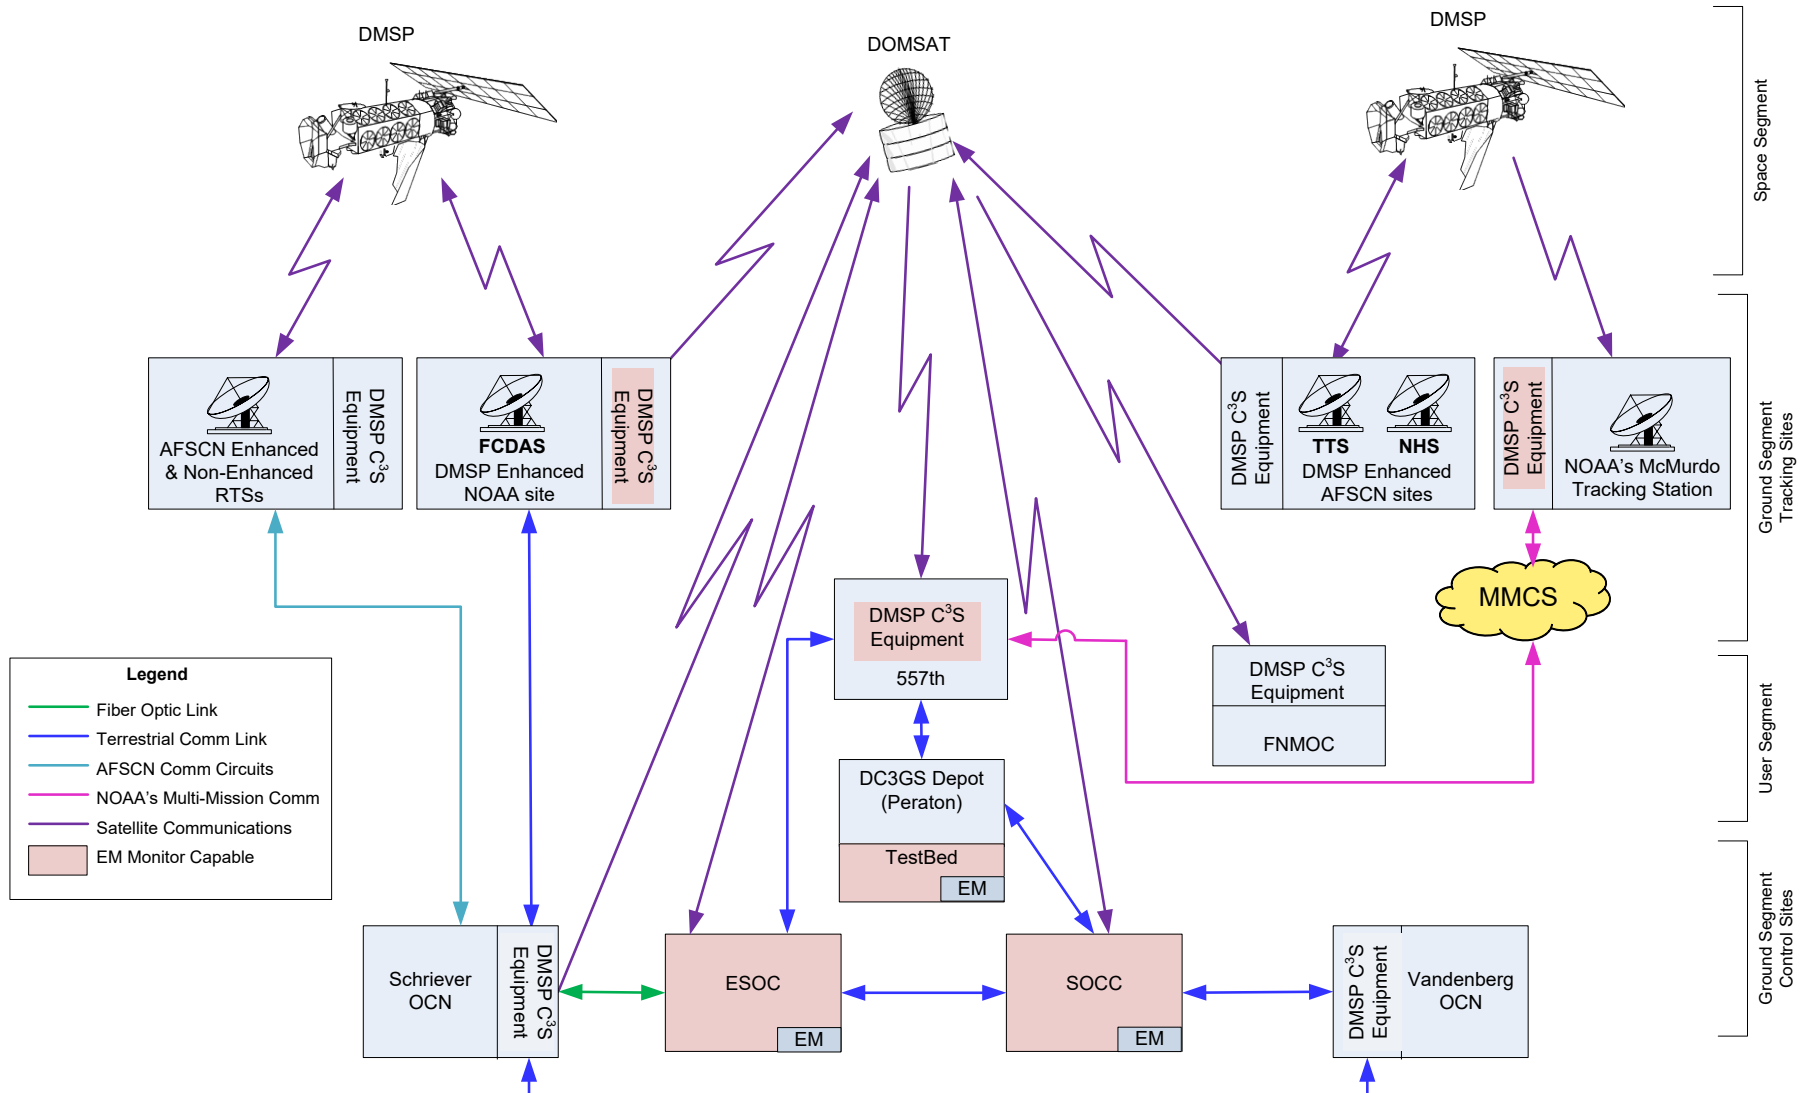 DMSP
DOMSAT
DMSP
Space Segment
AFSCN Enhanced
& Non-Enhanced
RTSs
DMSP C³S
Equipment
FCDAS
DMSP Enhanced
NOAA site
DMSP C³S
Equipment
DMSP C³S
Equipment
TTS
NHS
DMSP Enhanced
AFSCN sites
DMSP C³S
Equipment
NOAA's McMurdo
Tracking Station
Ground Segment
Tracking Sites
MMCS
DMSP C³S
Equipment
557th
DMSP C³S
Equipment
FNMOC
User Segment
Legend
Fiber Optic Link
Terrestrial Comm Link
AFSCN Comm Circuits
NOAA's Multi-Mission Comm
Satellite Communications
EM Monitor Capable
DC3GS Depot
(Peraton)
TestBed
EM
Schriever
OCN
DMSP C³S
Equipment
ESOC
EM
SOCC
EM
DMSP C³S
Equipment
Vandenberg
OCN
Ground Segment
Control Sites